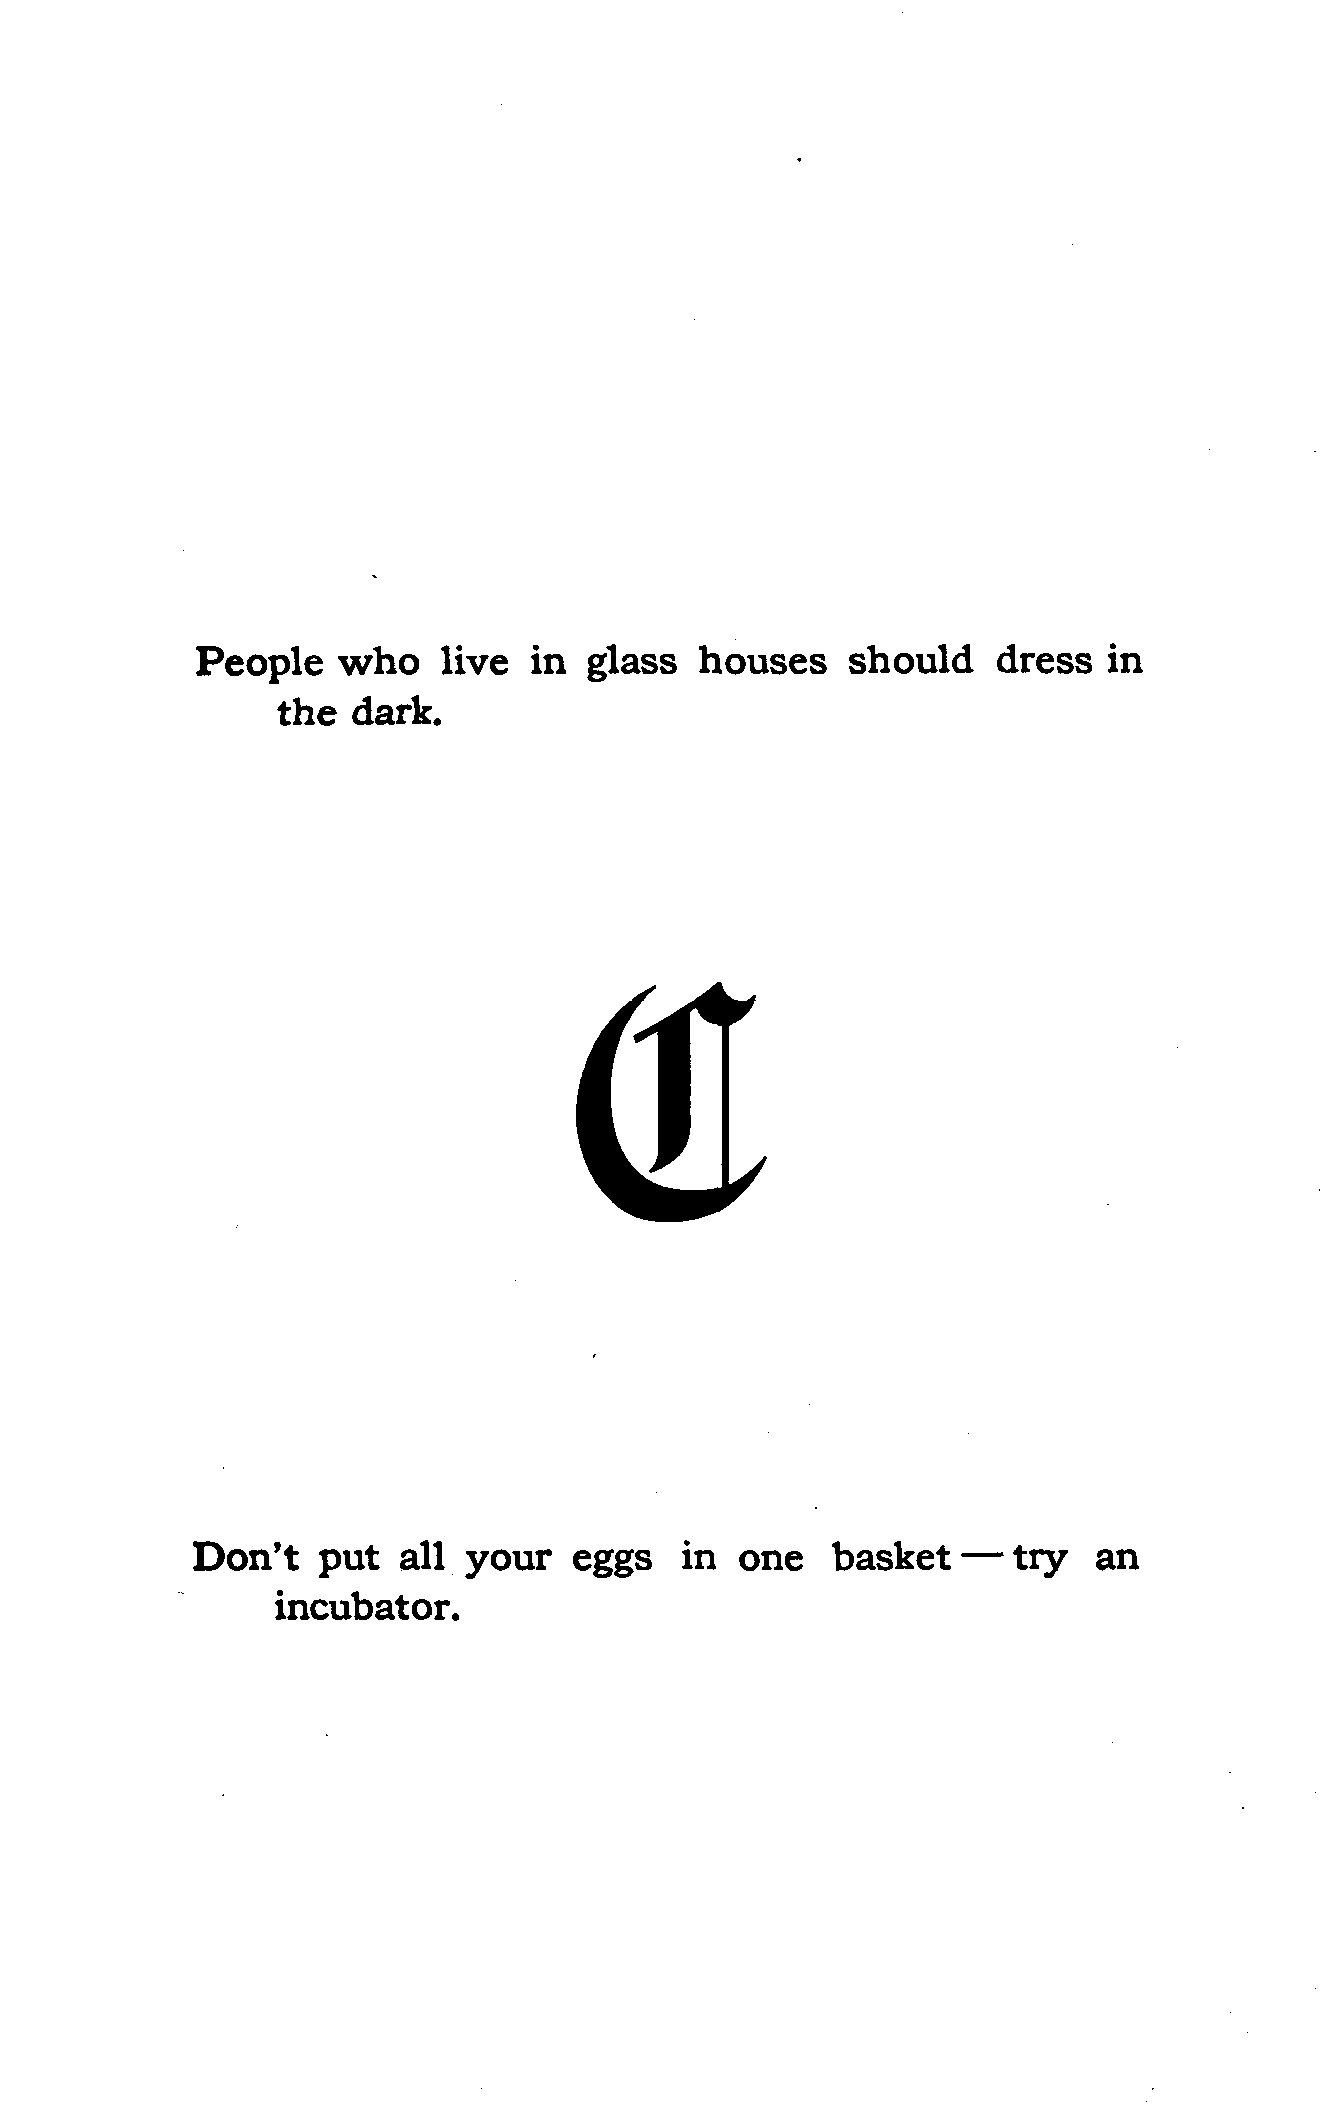 People who live in glass houses should dress in
the dark.
C
Don't put all your eggs in one basket — try an
incubator.